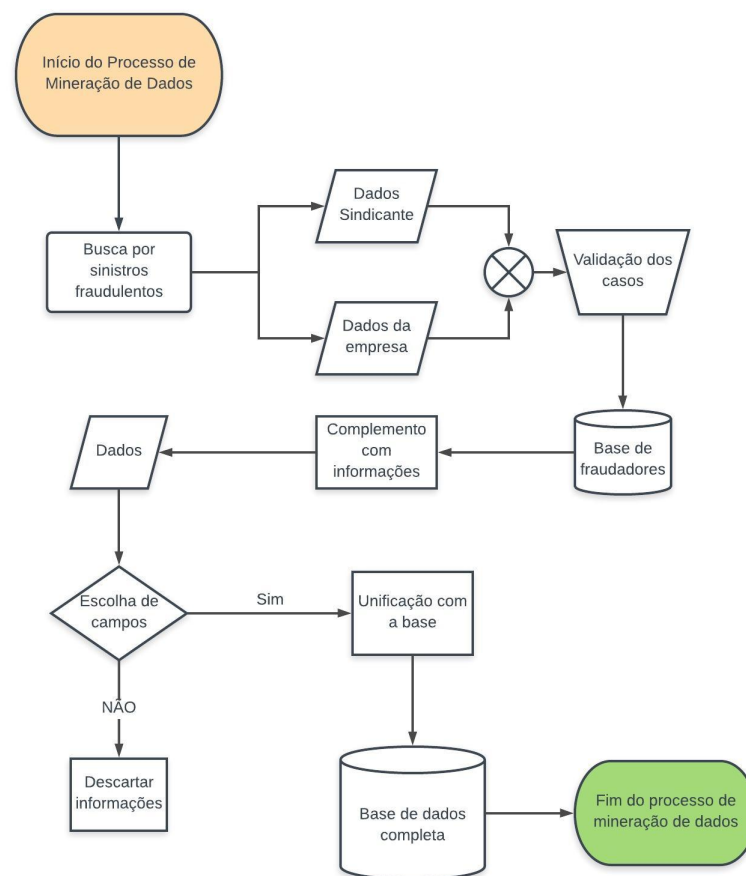 Início do Processo de
Mineração de Dados
Dados
Sindicante
Busca por
sinistros
fraudulentos
Validação dos
casos
Dados da
empresa
Complemento
com
informações
Dados
Base de
fraudadores
Escolha de
campos
Sim
Unificação com
a base
NÃO
Descartar
informações
Base de dados
completa
Fim do processo de
mineração de dados